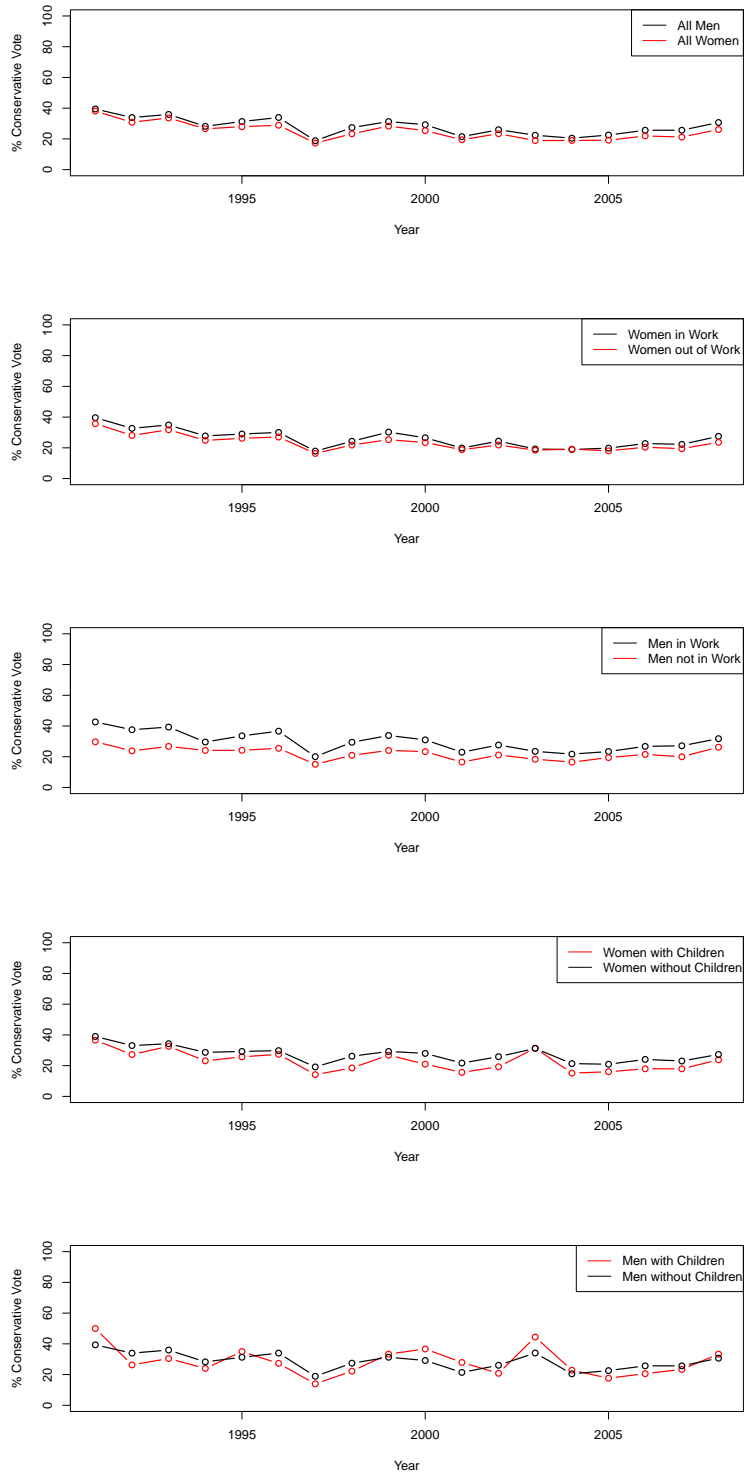 % Conservative Vote
100
80
60
40
20
0
All Men
All Women
1995
2000
2005
Year
% Conservative Vote
100
80
60
40
20
0
Women in Work
Women out of Work
1995
2000
2005
Year
% Conservative Vote
100
80
60
40
20
0
Men in Work
Men not in Work
1995
2000
2005
Year
% Conservative Vote
100
80
60
40
20
0
Women with Children
Women without Children
1995
2000
2005
Year
% Conservative Vote
100
80
60
40
20
0
Men with Children
Men without Children
1995
2000
2005
Year